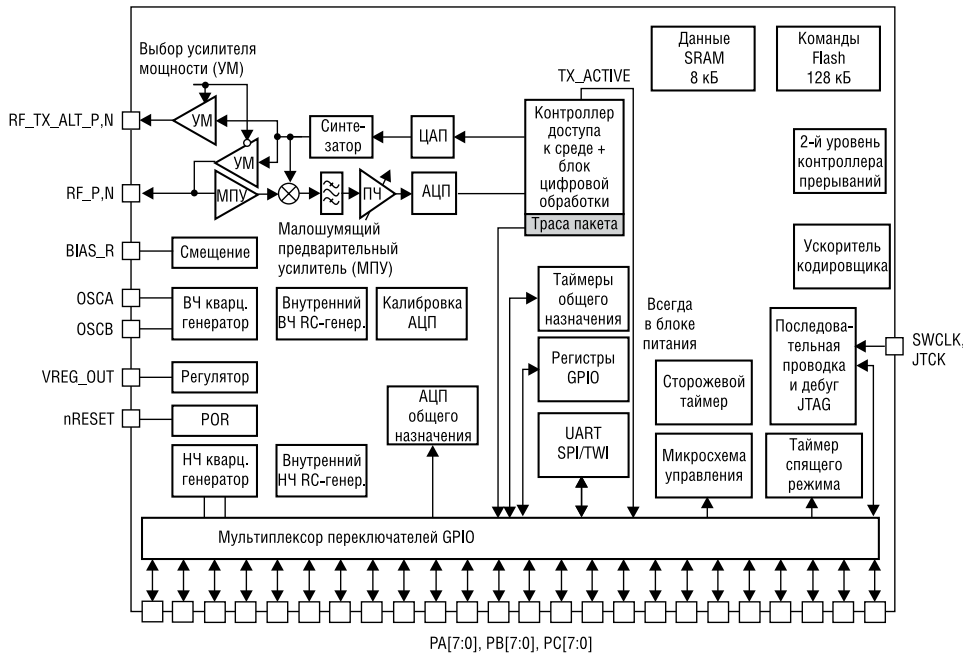 Выбор усилителя
мощности (УМ)
Данные
SRAM
8 кБ
Команды
Flash
128 кБ
TX_ACTIVE
RF_TX_ALT_P,N
УМ
Синте-
затор
ЦАП
Контроллер
доступа
к среде +
блок
цифровой
обработки
Траса пакета
2-й уровень
контроллера
прерываний
УМ
RF_P,N
МПУ
ПЧ
АЦП
Малошумящий
предварительный
усилитель (МПУ)
BIAS_R
Смещение
Ускоритель
кодировщика
OSCA
OSCB
ВЧ кварц.
генератор
Внутренний
ВЧ RC-генер.
Калибровка
АЦП
Таймеры
общего
назначения
Всегда
в блоке
питания
Последова-
тельная
проводка
и дебуг
JTAG
SWCLK,
JTCK
VREG_OUT
Регулятор
Регистры
GPIO
Сторожевой
таймер
nRESET
POR
АЦП
общего
назначения
UART
SPI/TWI
НЧ кварц.
генератор
Внутренний
НЧ RC-генер.
Микросхема
управления
Таймер
спящего
режима
Мультиплексор переключателей GPIO
PA[7:0], PB[7:0], PC[7:0]